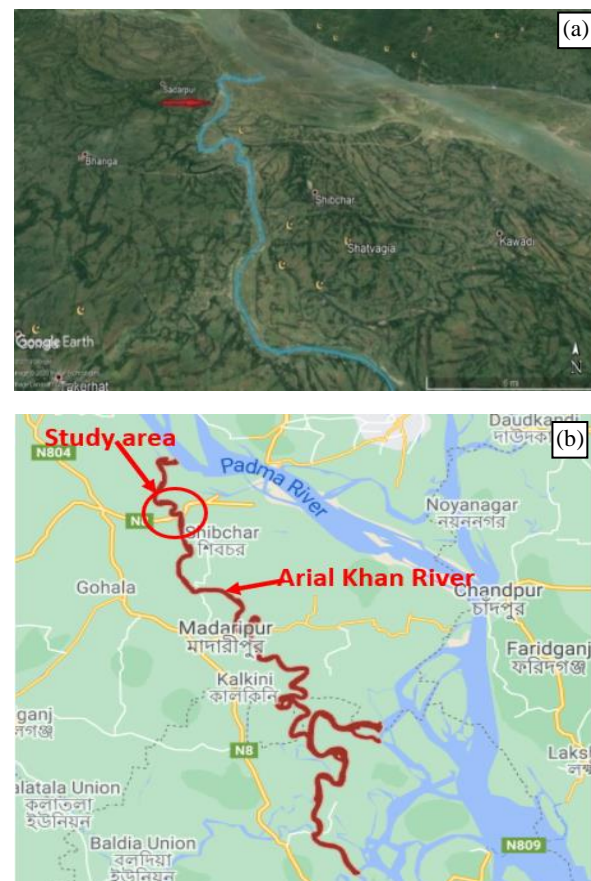 (a)
Sadarpur
Bhanga
Shibchar
Shatvagia
Kawadi
Google Earth
N
(b)
Study area
Daudkandi
N804
Padma River
Noyanagar
নয়ননগর
Shibchar
শিবচর
Arial Khan River
Gohala
Chandpur
চাঁদপুর
Madaripur
মাদারীপুর
Faridganj
ফরিদগঞ্জ
Kalkini
কালকিনি
ganj
N8
Laks
alatala Union
কলাতলা
ইউনিয়ন
Baldia Union
বলদিয়া
ইউনিয়ন
N809